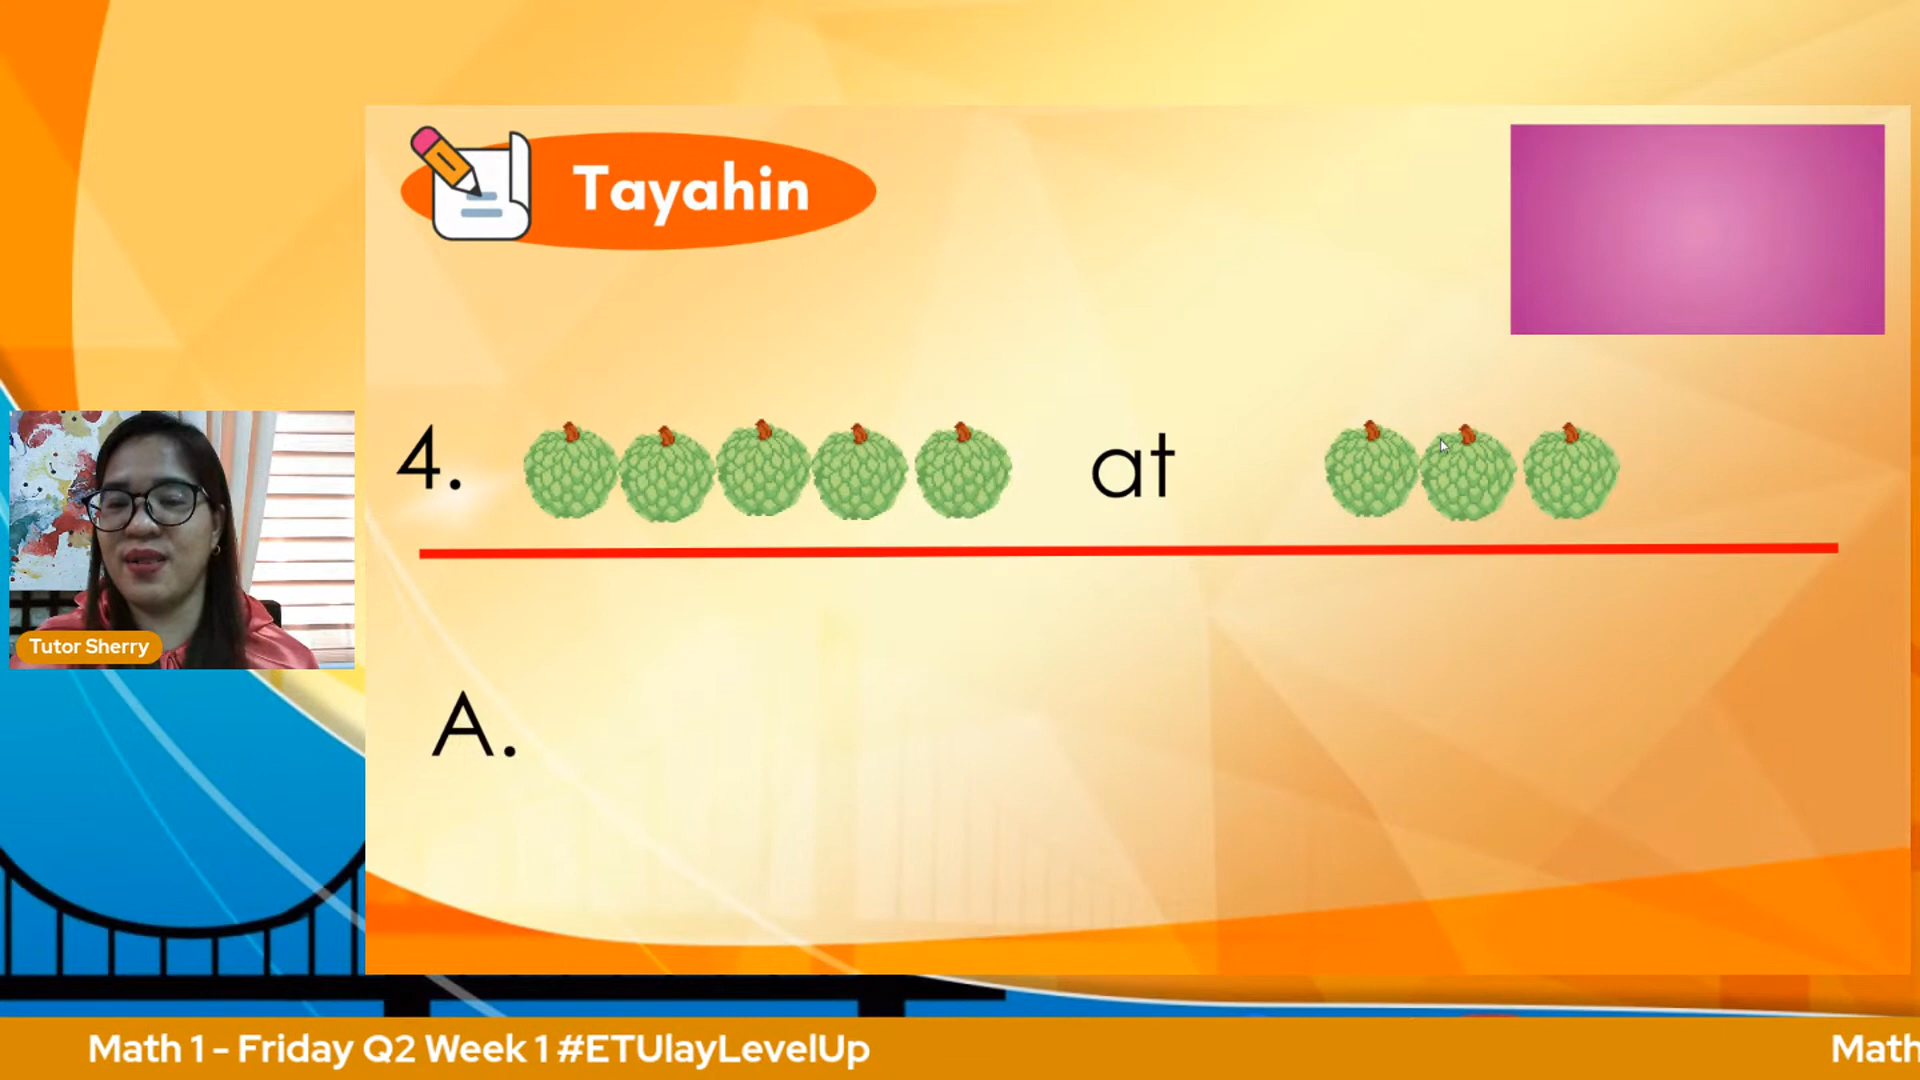 Tayahin
4. at
Tutor Sherry
A.
Math 1 - Friday Q2 Week 1 #ETUlayLevelUp
Math